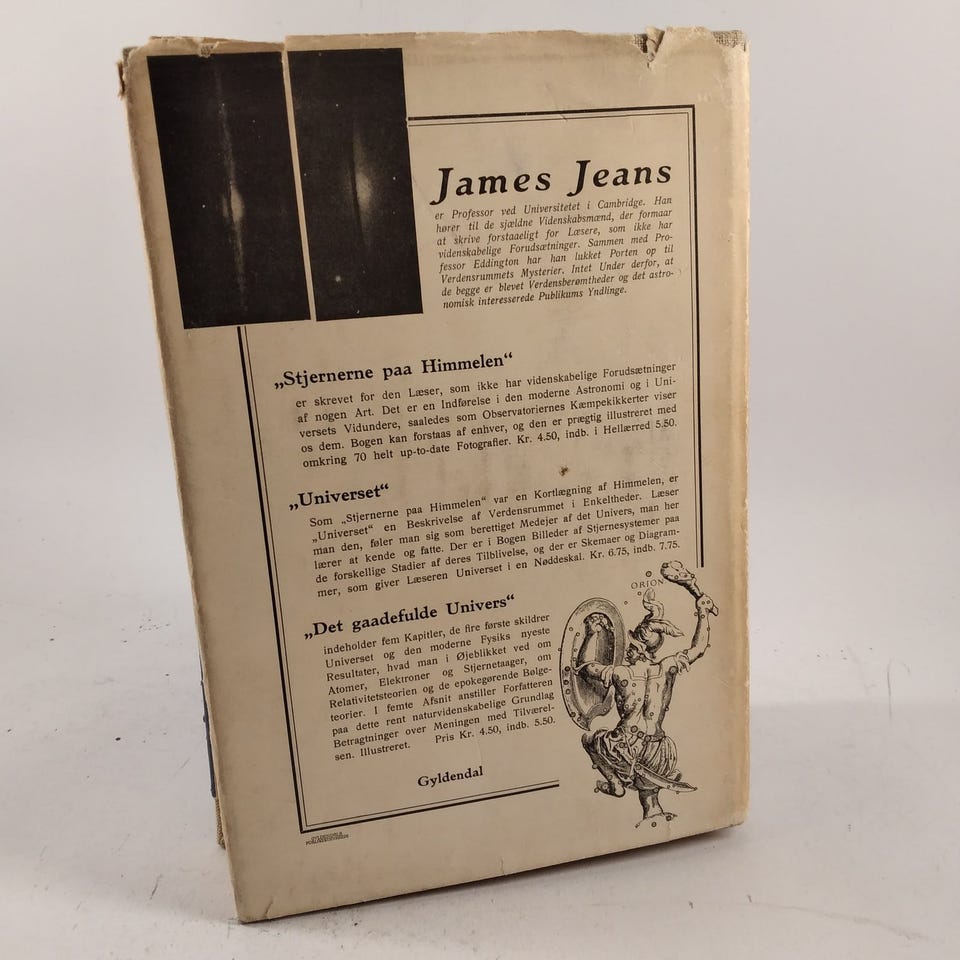 James Jeans
er Professor ved Universitetet i Cambridge. Han
hører til de sjældne Videnskabsmænd, der formaar
at skrive forstaaeligt for Læsere, som ikke har
videnskabelige Forudsætninger. Sammen med Pro-
fessor Eddington har han lukket Porten op til
Verdensrummets Mysterier. Intet Under derfor, at
de begge er blevet Verdensberømtheder og det astro-
nomisk interesserede Publikums Yndlinge.
„Stjernerne paa Himmelen“
er skrevet for den Læser, som ikke har videnskabelige Forudsætninger
af nogen Art. Det er en Indførelse i den moderne Astronomi og i Uni-
versets Vidundere, saaledes som Observatoriernes Kæmpekikkerter viser
os dem. Bogen kan forstaas af enhver, og den er prægtig illustreret med
omkring 70 helt up-to-date Fotografier. Kr. 4.50, indb. i Hellærred 5.50.
„Universet“
Som „Stjernerne paa Himmelen“ var en Kortlægning af Himmelen, er
„Universet“ en Beskrivelse af Verdensrummet i Enkeltheder. Læser
man den, føler man sig som berettiget Medejer af det Univers, man her
lærer at kende og fatte. Der er i Bogen Billeder af Stjernesystemer paa
de forskellige Stadier af deres Tilblivelse, og der er Skemaer og Diagram-
mer, som giver Læseren Universet i en Nøddeskal. Kr. 6.75, indb. 7.75.
„Det gaadefulde Univers“
indeholder fem Kapitler, de fire første skildrer
Universet og den moderne Fysiks nyeste
Resultater, hvad man i Øjeblikket ved om
Atomer, Elektroner og Stjernetaager, om
Relativitetsteorien og de epokegørende Bølge-
teorier. I femte Afsnit anstiller Forfatteren
paa dette rent naturvidenskabelige Grundlag
Betragtninger over Meningen med Tilværel-
sen. Illustreret. Pris Kr. 4.50, indb. 5.50.
ORION
Gyldendal